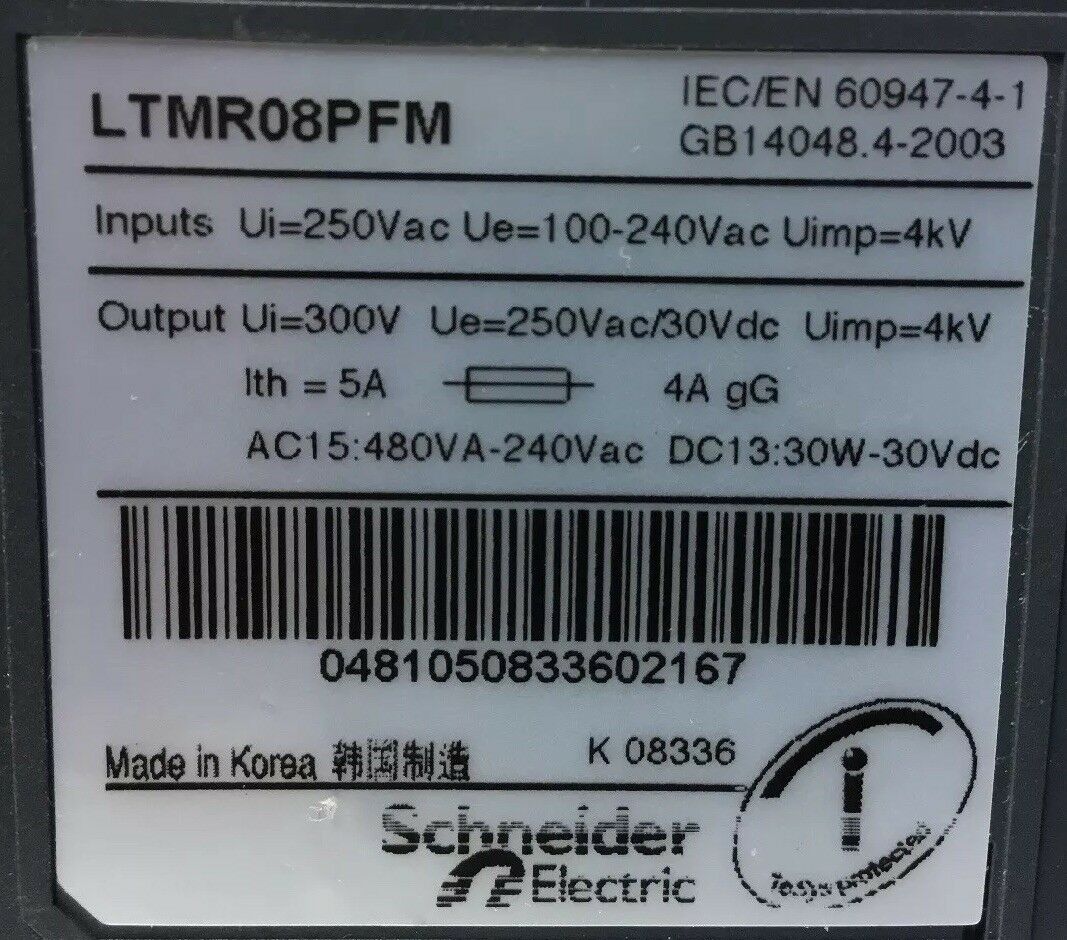 LTMR08PFM
IEC/EN 60947-4-1
GB14048.4-2003
Inputs Ui=250Vac Ue=100-240Vac Uimp=4kV
Output Ui=300V Ue=250Vac/30Vdc Uimp=4kV
Ith = 5A 4A gG
AC15:480VA-240Vac DC13:30W-30Vdc
0481050833602167
Made in Korea 韩国制造 K 08336
Schneider
Electric
i
Tesys protected